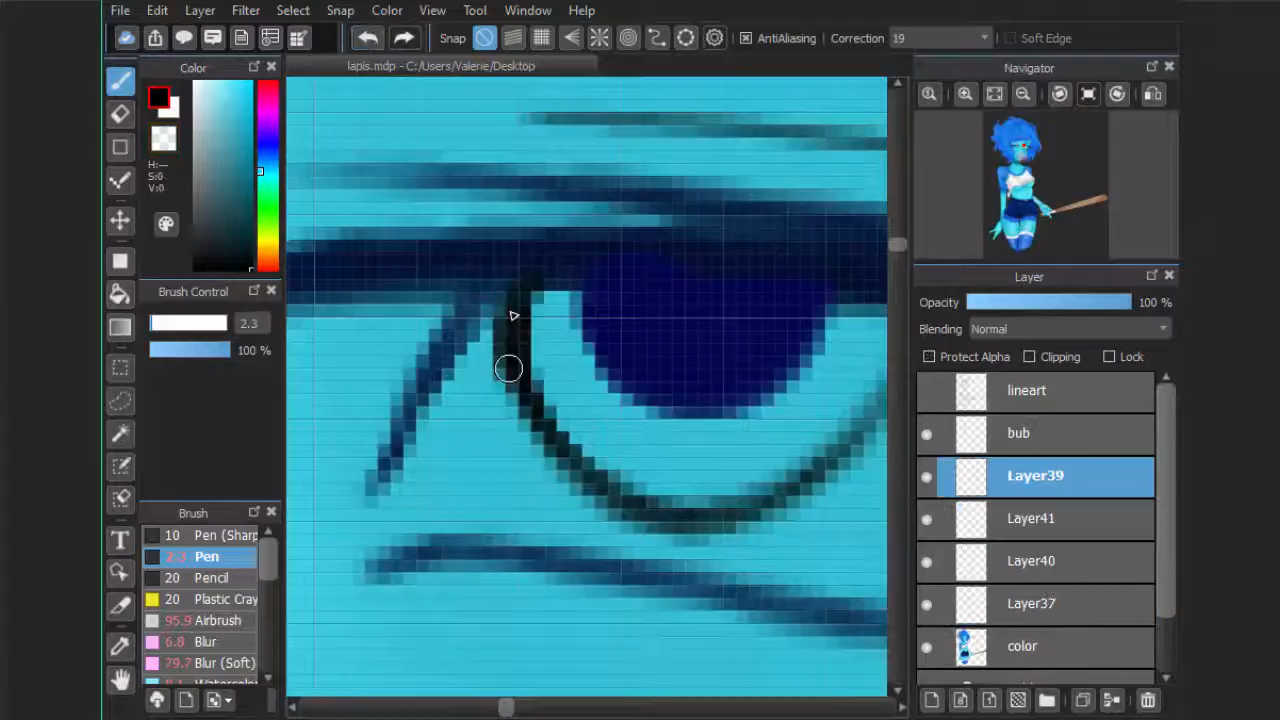 File Edit Layer Filter Select Snap Color View Tool Window Help
Snap AntiAliasing Correction 19 Soft Edge
Color
lapis.mdp - C:/Users/Valerie/Desktop
Navigator
H:---
S:0
V:0
Layer
Brush Control
Opacity 100 %
2.3
Blending Normal
100 %
Protect Alpha Clipping Lock
lineart
bub
Layer39
Brush
Layer41
10 Pen (Sharp
2.3 Pen
Layer40
20 Pencil
20 Plastic Cray
Layer37
95.9 Airbrush
6.8 Blur
color
79.7 Blur (Soft)
T